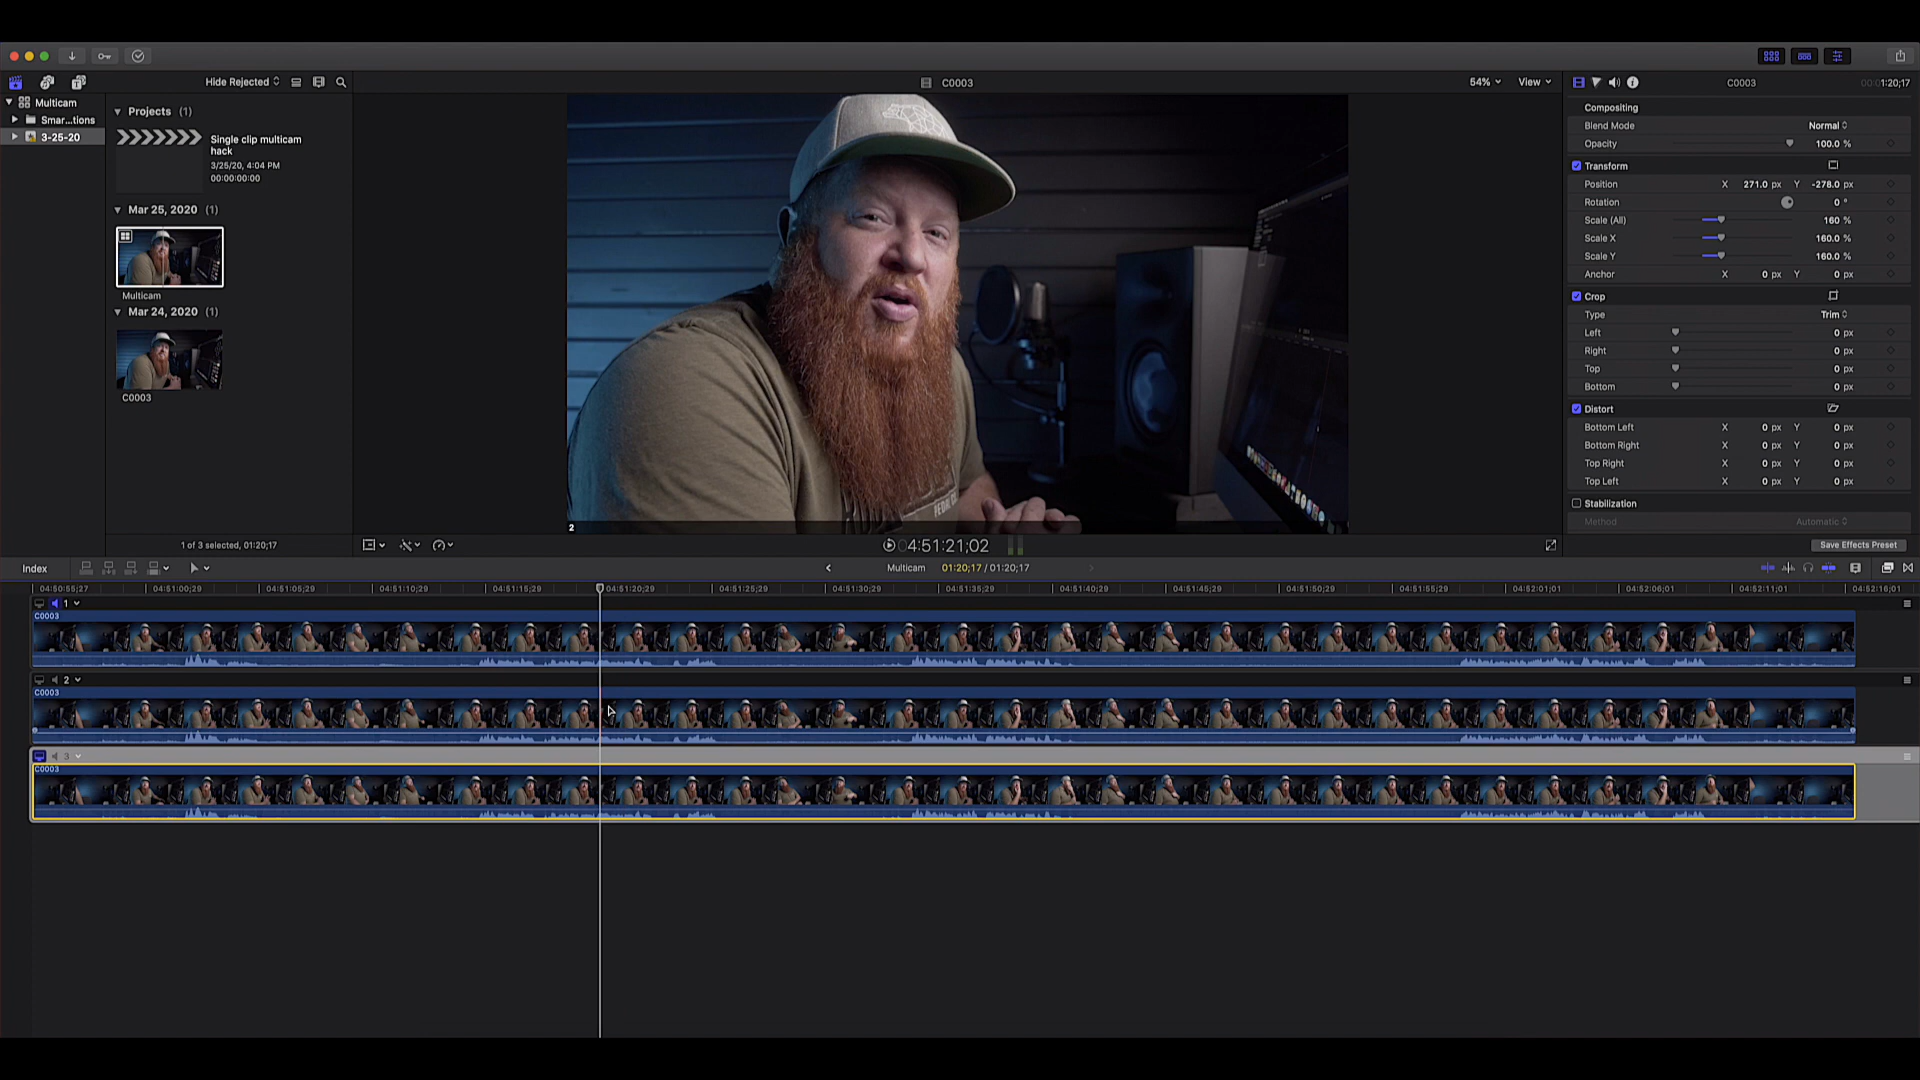 Hide Rejected
C0003
54%
View
C0003
00:01:20;17
Multicam
Smar...tions
3-25-20
Projects (1)
Single clip multicam
hack
3/25/20, 4:04 PM
00:00:00:00
Mar 25, 2020 (1)
Multicam
Mar 24, 2020 (1)
C0003
1 of 3 selected, 01:20;17
2
04:51:21;02
Compositing
Blend Mode Normal
Opacity 100.0 %
Transform
Position X 271.0 px Y -278.0 px
Rotation 0 °
Scale (All) 160 %
Scale X 160.0 %
Scale Y 160.0 %
Anchor X 0 px Y 0 px
Crop
Type Trim
Left 0 px
Right 0 px
Top 0 px
Bottom 0 px
Distort
Bottom Left X 0 px Y 0 px
Bottom Right X 0 px Y 0 px
Top Right X 0 px Y 0 px
Top Left X 0 px Y 0 px
Stabilization
Method Automatic
Save Effects Preset
Index
Multicam 01:20;17 / 01:20;17
04:50:55;27 04:51:00;29 04:51:05;29 04:51:10;29 04:51:15;29 04:51:20;29 04:51:25;29 04:51:30;29 04:51:35;29 04:51:40;29 04:51:45;29 04:51:50;29 04:51:55;29 04:52:01;01 04:52:06;01 04:52:11;01 04:52:16;01
1
C0003
2
C0003
3
C0003